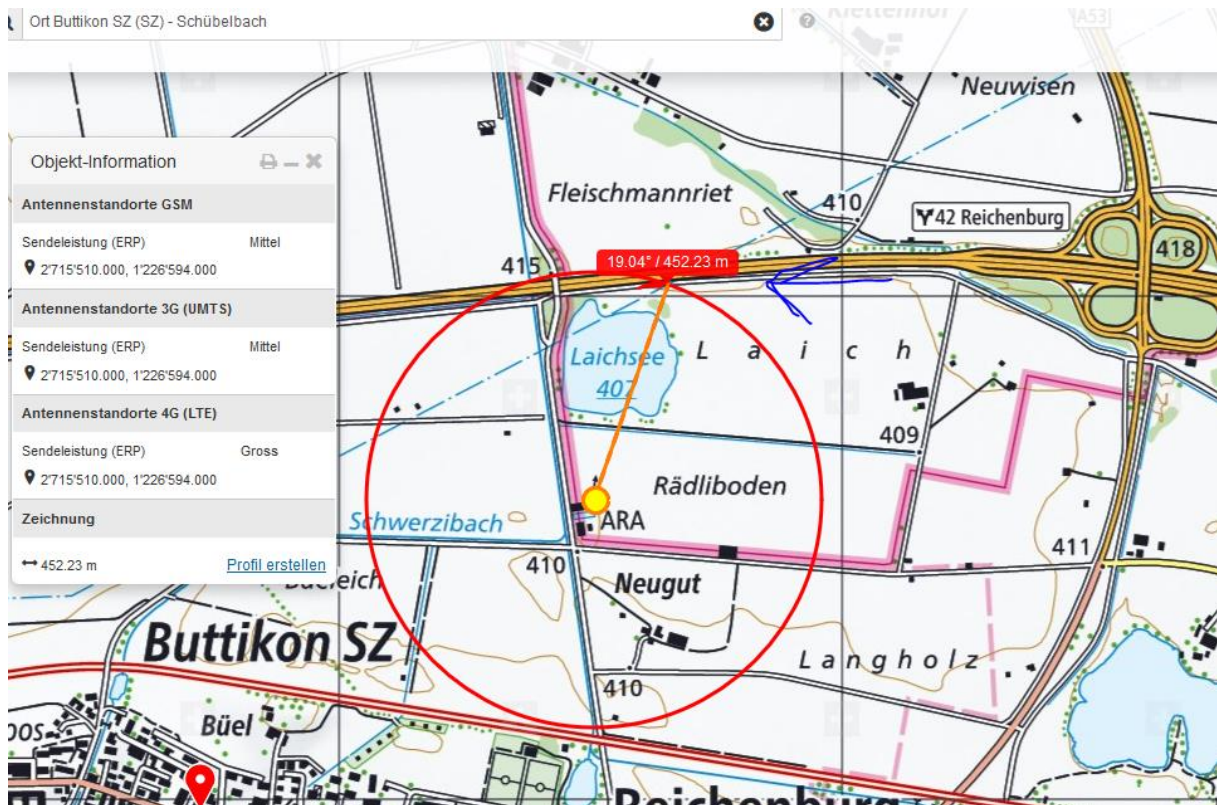 Ort Buttikon SZ (SZ) - Schübelbach
Klettenhof
A53
Neuwisen
Objekt-Information
Antennenstandorte GSM
Sendeleistung (ERP) Mittel
2'715'510.000, 1'226'594.000
Antennenstandorte 3G (UMTS)
Sendeleistung (ERP) Mittel
2'715'510.000, 1'226'594.000
Antennenstandorte 4G (LTE)
Sendeleistung (ERP) Gross
2'715'510.000, 1'226'594.000
Zeichnung
452.23 m Profil erstellen
Fleischmannriet
410
42 Reichenburg
418
415
19.04° / 452.23 m
Laichsee
407
Laich
409
Rädliboden
Schwerzibach
ARA
410
411
Neugut
Buttikon SZ
Langholz
410
Büel
Reichenburg